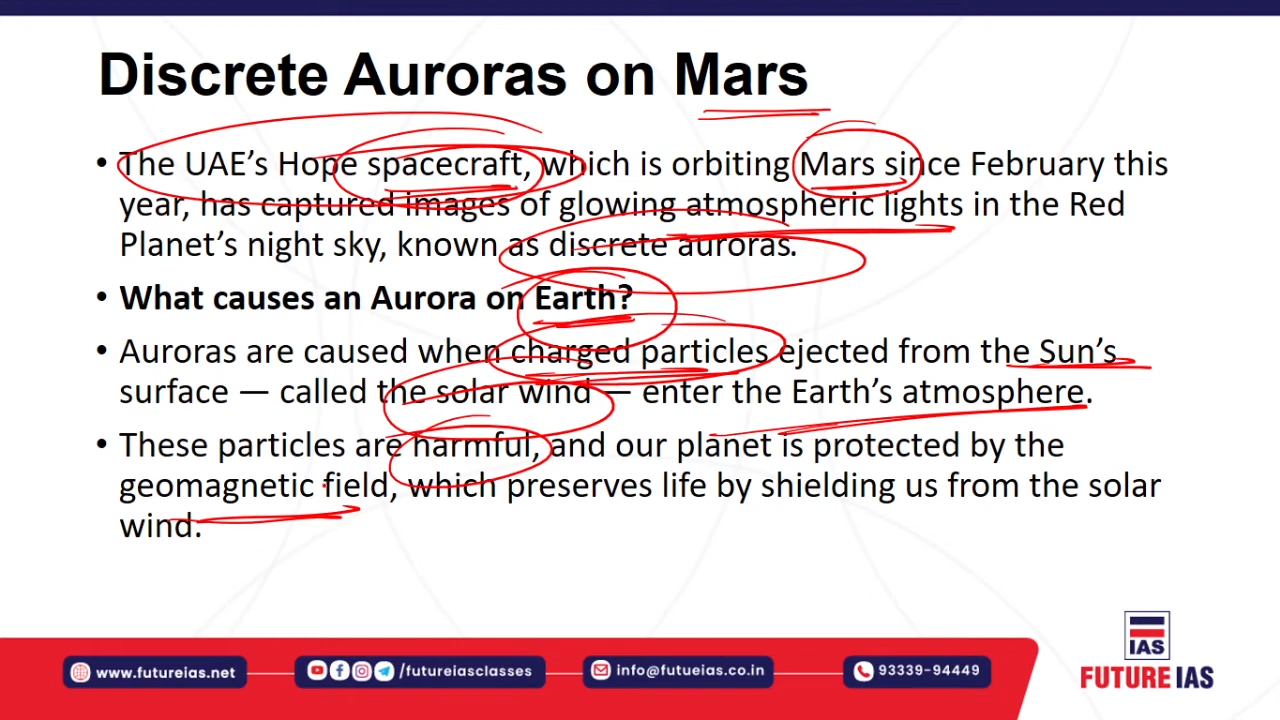 Discrete Auroras on Mars
• The UAE's Hope spacecraft, which is orbiting Mars since February this
year, has captured images of glowing atmospheric lights in the Red
Planet's night sky, known as discrete auroras.
• What causes an Aurora on Earth?
• Auroras are caused when charged particles ejected from the Sun's
surface — called the solar wind — enter the Earth's atmosphere.
• These particles are harmful, and our planet is protected by the
geomagnetic field, which preserves life by shielding us from the solar
wind.
IAS
FUTURE IAS
www.futureias.net
/futureiasclasses
info@futueias.co.in
93339-94449